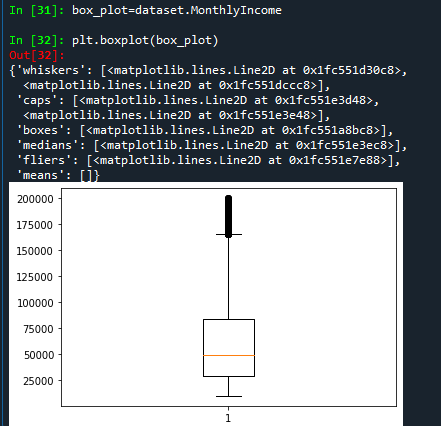 In [31]: box_plot=dataset.MonthlyIncome
In [32]: plt.boxplot(box_plot)
Out[32]:
{'whiskers': [<matplotlib.lines.Line2D at 0x1fc551d30c8>,
<matplotlib.lines.Line2D at 0x1fc551dccc8>],
'caps': [<matplotlib.lines.Line2D at 0x1fc551e3d48>,
<matplotlib.lines.Line2D at 0x1fc551e3e48>],
'boxes': [<matplotlib.lines.Line2D at 0x1fc551a8bc8>],
'medians': [<matplotlib.lines.Line2D at 0x1fc551e3ec8>],
'fliers': [<matplotlib.lines.Line2D at 0x1fc551e7e88>],
'means': []}
200000
175000
150000
125000
100000
75000
50000
25000
1